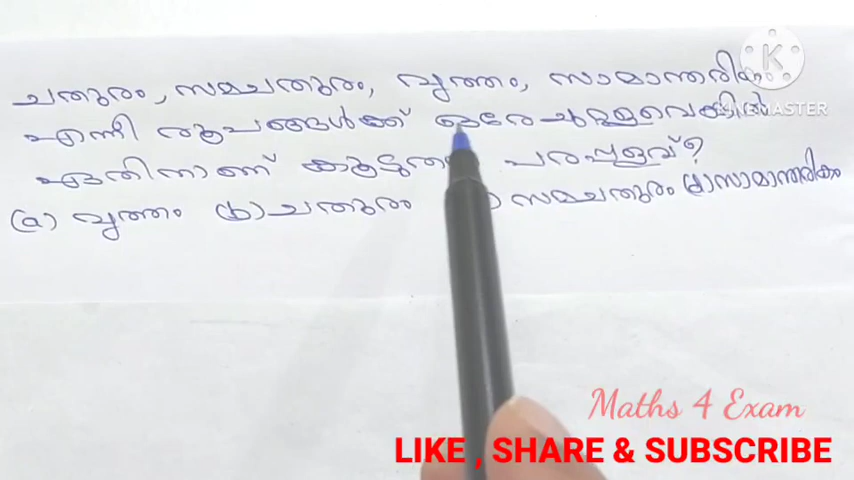 ചതുരം, സമചതുരം, വൃത്തം, സാമാന്തരികം
എന്നീ രൂപങ്ങൾക്ക് ഒരേചുറ്റളവെങ്കിൽ
ഏതിനാണ് കൂടുതൽ പരപ്പളവ്?
(a) വൃത്തം (b) ചതുരം ) സമചതുരം (d) സാമാന്തരികം
K
KINEMASTER
Maths 4 Exam
LIKE , SHARE & SUBSCRIBE